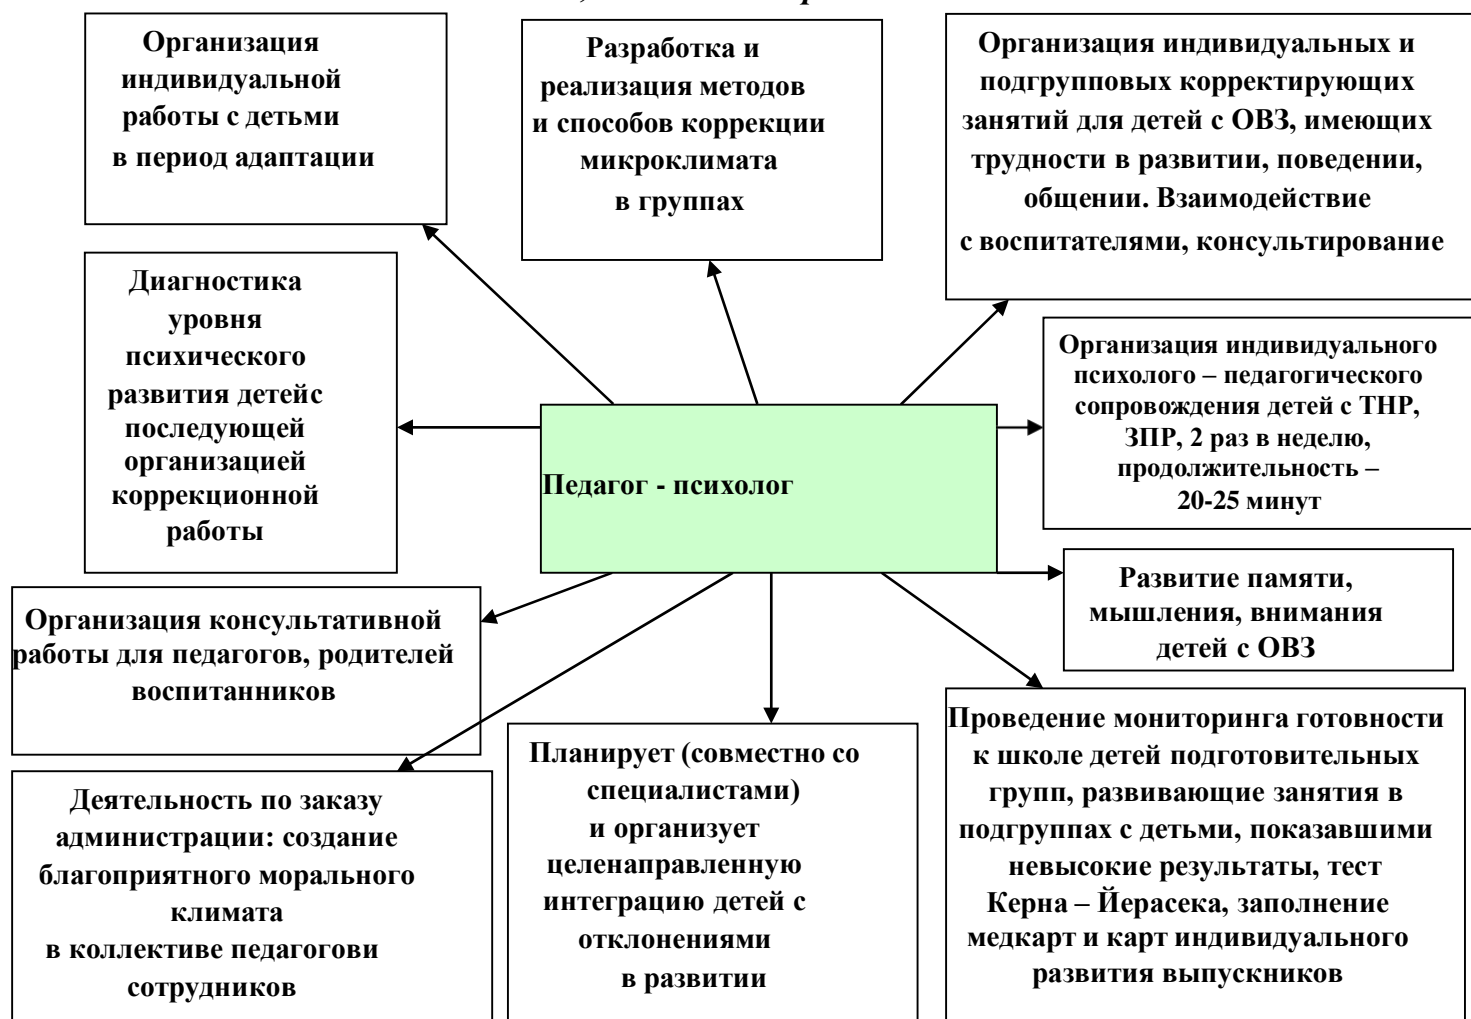 Организация
индивидуальной
работы с детьми
в период адаптации
Разработка и
реализация методов
и способов коррекции
микроклимата
в группах
Организация индивидуальных и
подгрупповых корректирующих
занятий для детей с ОВЗ, имеющих
трудности в развитии, поведении,
общении. Взаимодействие
с воспитателями, консультирование
Диагностика
уровня
психического
развития детейс
последующей
организацией
коррекционной
работы
Организация индивидуального
психолого – педагогического
сопровождения детей с ТНР,
ЗПР, 2 раз в неделю,
продолжительность –
20-25 минут
Педагог - психолог
Развитие памяти,
мышления, внимания
детей с ОВЗ
Организация консультативной
работы для педагогов, родителей
воспитанников
Деятельность по заказу
администрации: создание
благоприятного морального
климата
в коллективе педагогови
сотрудников
Планирует (совместно со
специалистами)
и организует
целенаправленную
интеграцию детей с
отклонениями
в развитии
Проведение мониторинга готовности
к школе детей подготовительных
групп, развивающие занятия в
подгруппах с детьми, показавшими
невысокие результаты, тест
Керна – Йерасека, заполнение
медкарт и карт индивидуального
развития выпускников